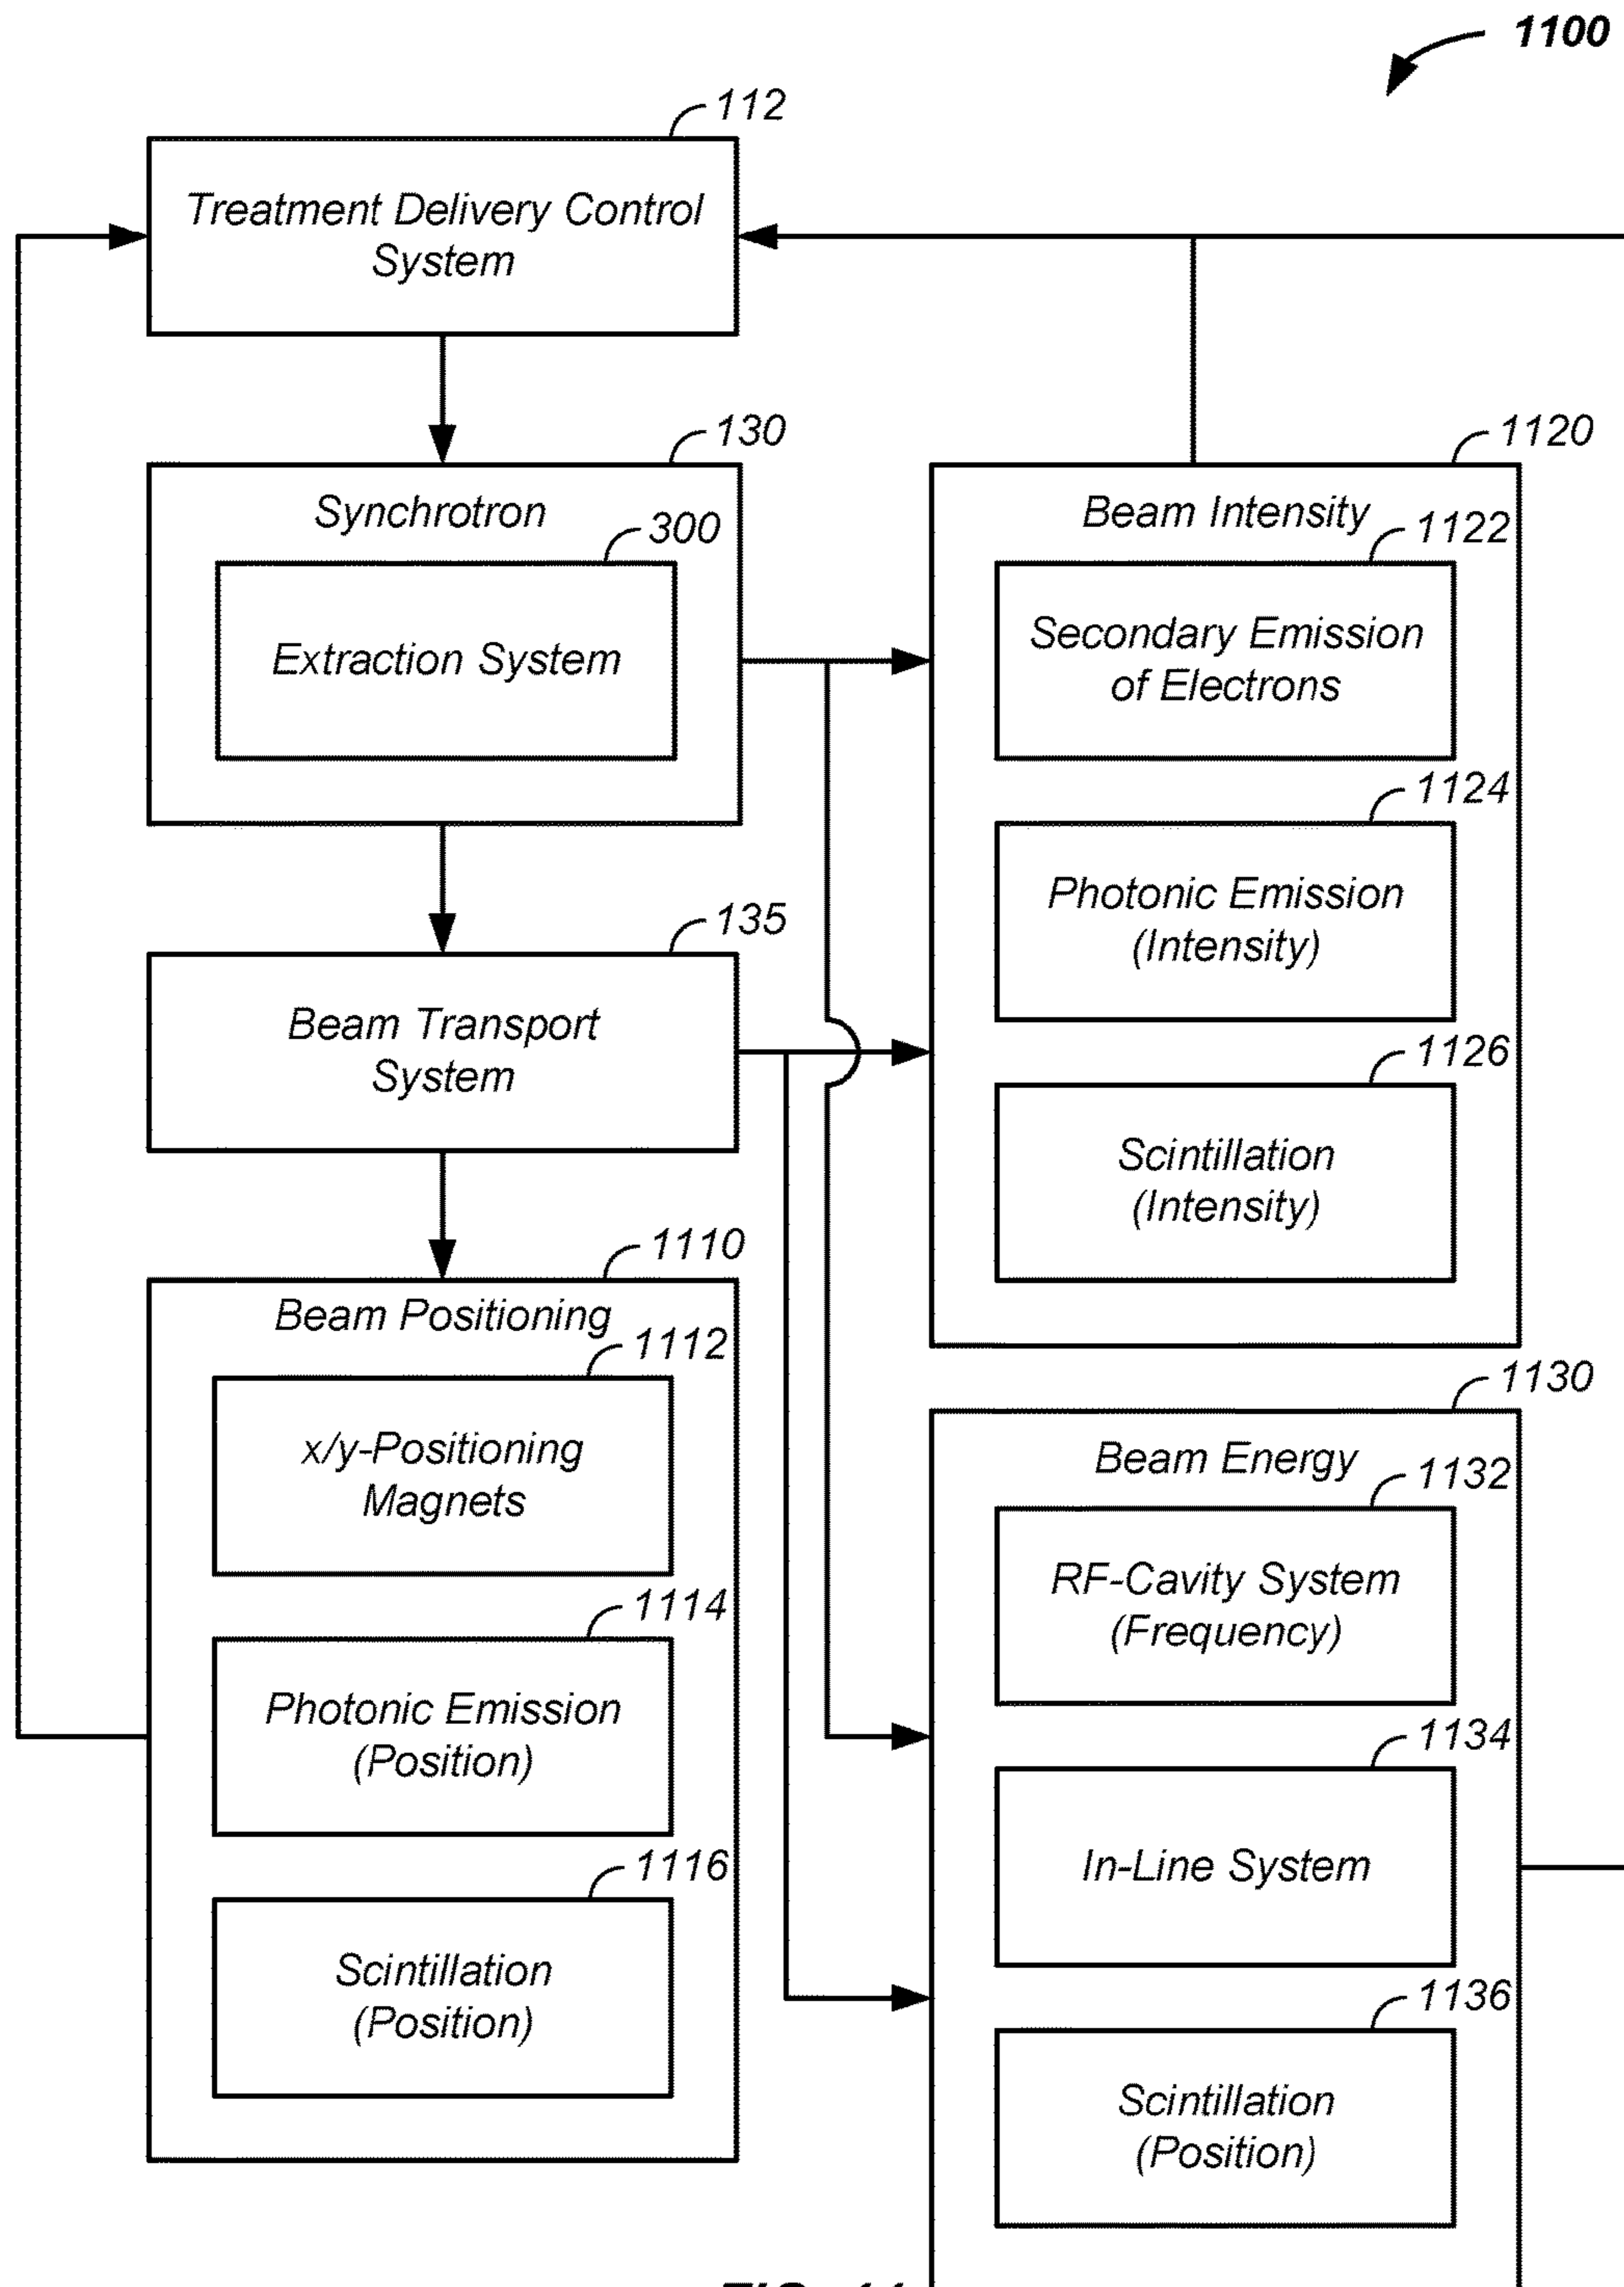 1100
112
Treatment Delivery Control
System
130
Synchrotron
300
Extraction System
135
Beam Transport
System
1110
Beam Positioning
1112
x/y-Positioning
Magnets
1114
Photonic Emission
(Position)
1116
Scintillation
(Position)
1120
Beam Intensity
1122
Secondary Emission
of Electrons
1124
Photonic Emission
(Intensity)
1126
Scintillation
(Intensity)
1130
Beam Energy
1132
RF-Cavity System
(Frequency)
1134
In-Line System
1136
Scintillation
(Position)